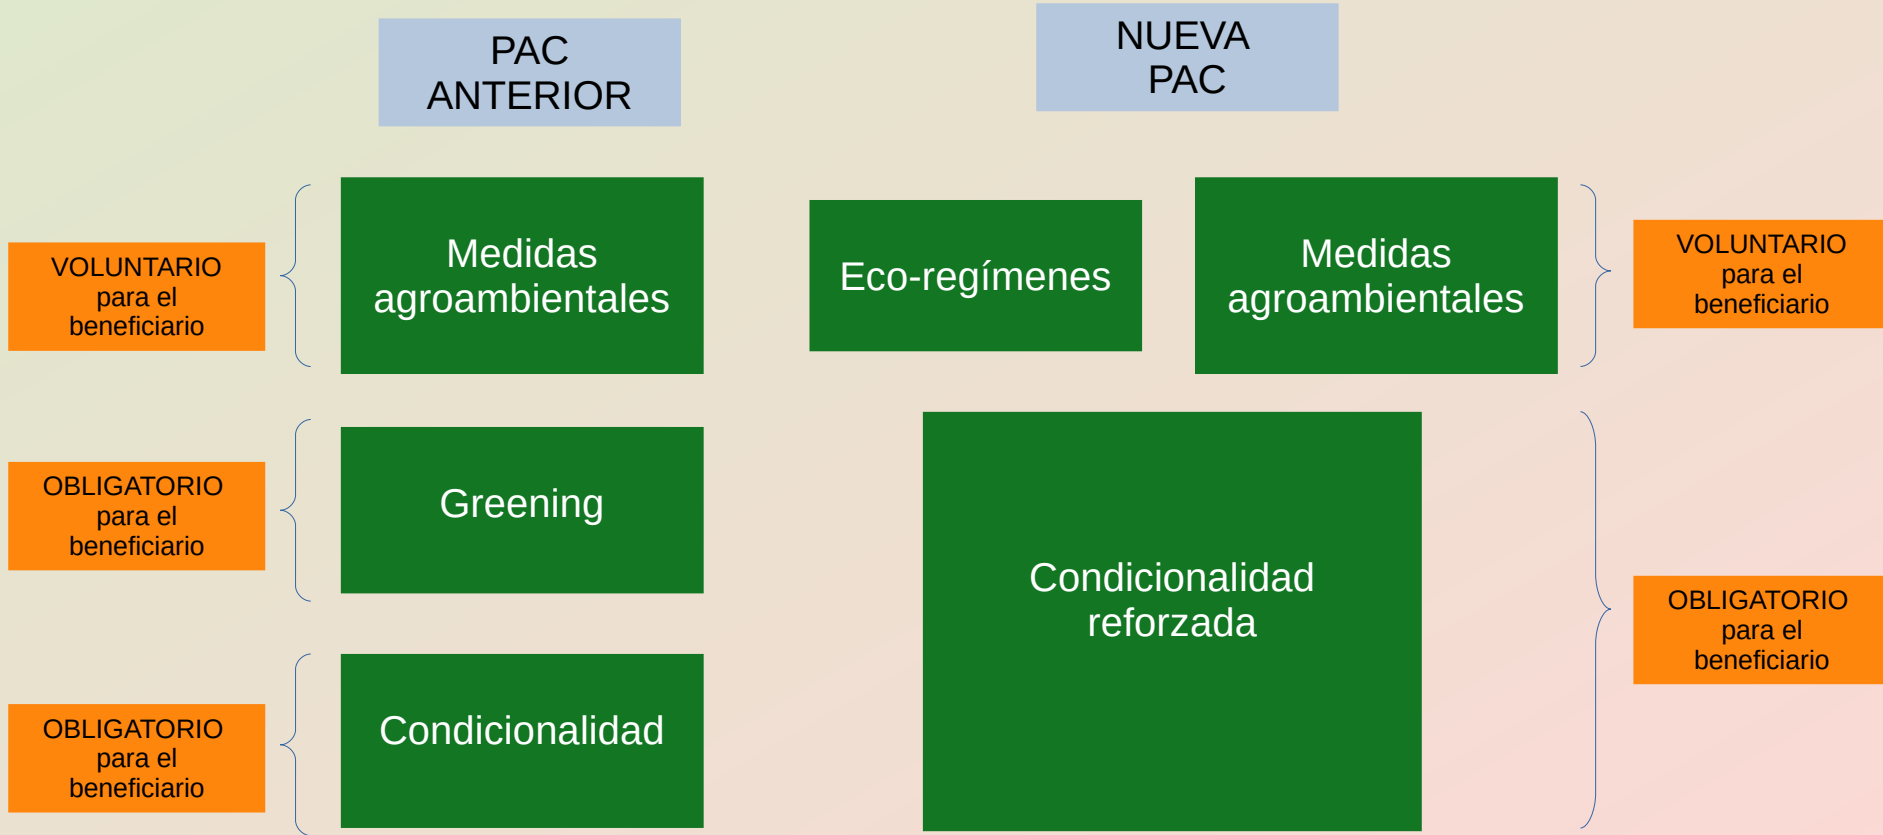 PAC
ANTERIOR
NUEVA
PAC
VOLUNTARIO
para el
beneficiario
Medidas
agroambientales
Eco-regímenes
Medidas
agroambientales
VOLUNTARIO
para el
beneficiario
OBLIGATORIO
para el
beneficiario
Greening
Condicionalidad
reforzada
OBLIGATORIO
para el
beneficiario
OBLIGATORIO
para el
beneficiario
Condicionalidad